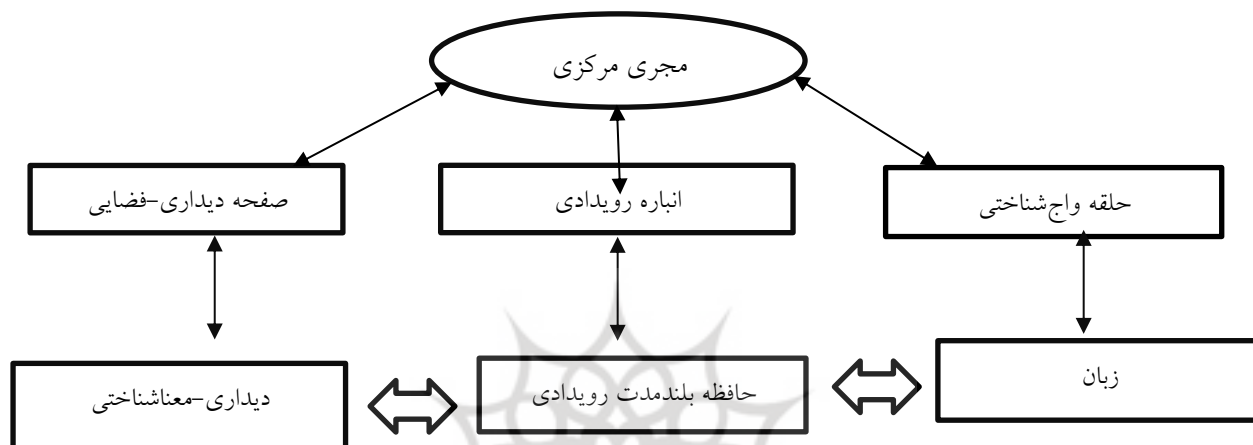 مجری مرکزی
حلقه واج‌شناختی
انباره رویدادی
صفحه دیداری-فضایی
زبان
حافظه بلندمدت رویدادی
دیداری-معناشناختی